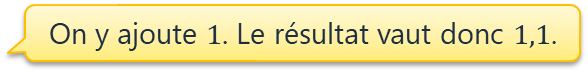 On y ajoute 1. Le résultat vaut donc 1,1.